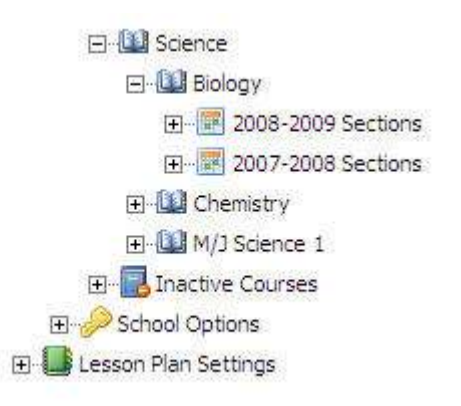 Science
Biology
2008-2009 Sections
2007-2008 Sections
Chemistry
M/J Science 1
Inactive Courses
School Options
Lesson Plan Settings